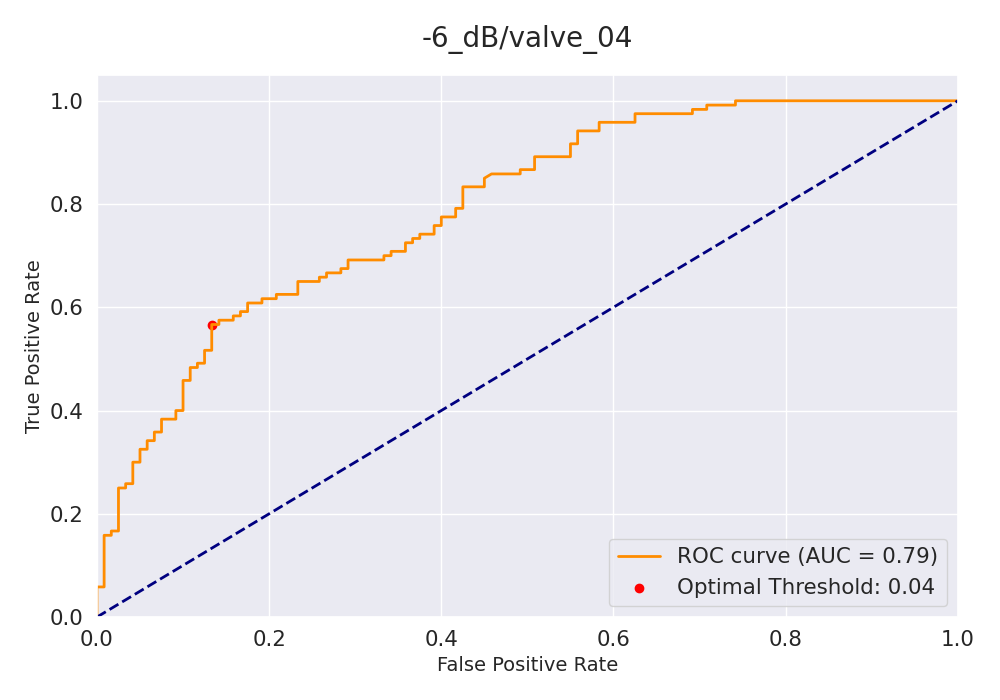 -6_dB/valve_04
1.0
0.8
0.6
0.4
0.2
0.0
True Positive Rate
0.0 0.2 0.4 0.6 0.8 1.0
False Positive Rate
ROC curve (AUC = 0.79)
Optimal Threshold: 0.04